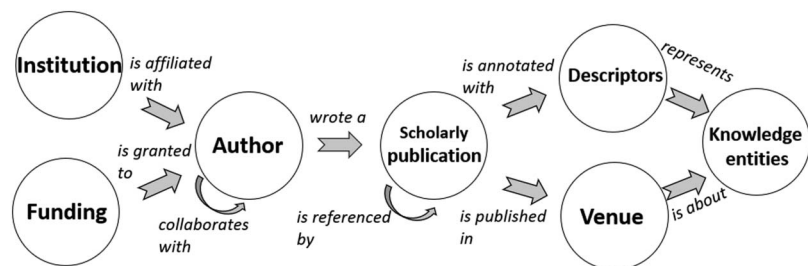 Institution
is affiliated
with
Funding
is granted
to
Author
collaborates
with
wrote a
Scholarly
publication
is referenced
by
is annotated
with
is published
in
Descriptors
Venue
represents
is about
Knowledge
entities